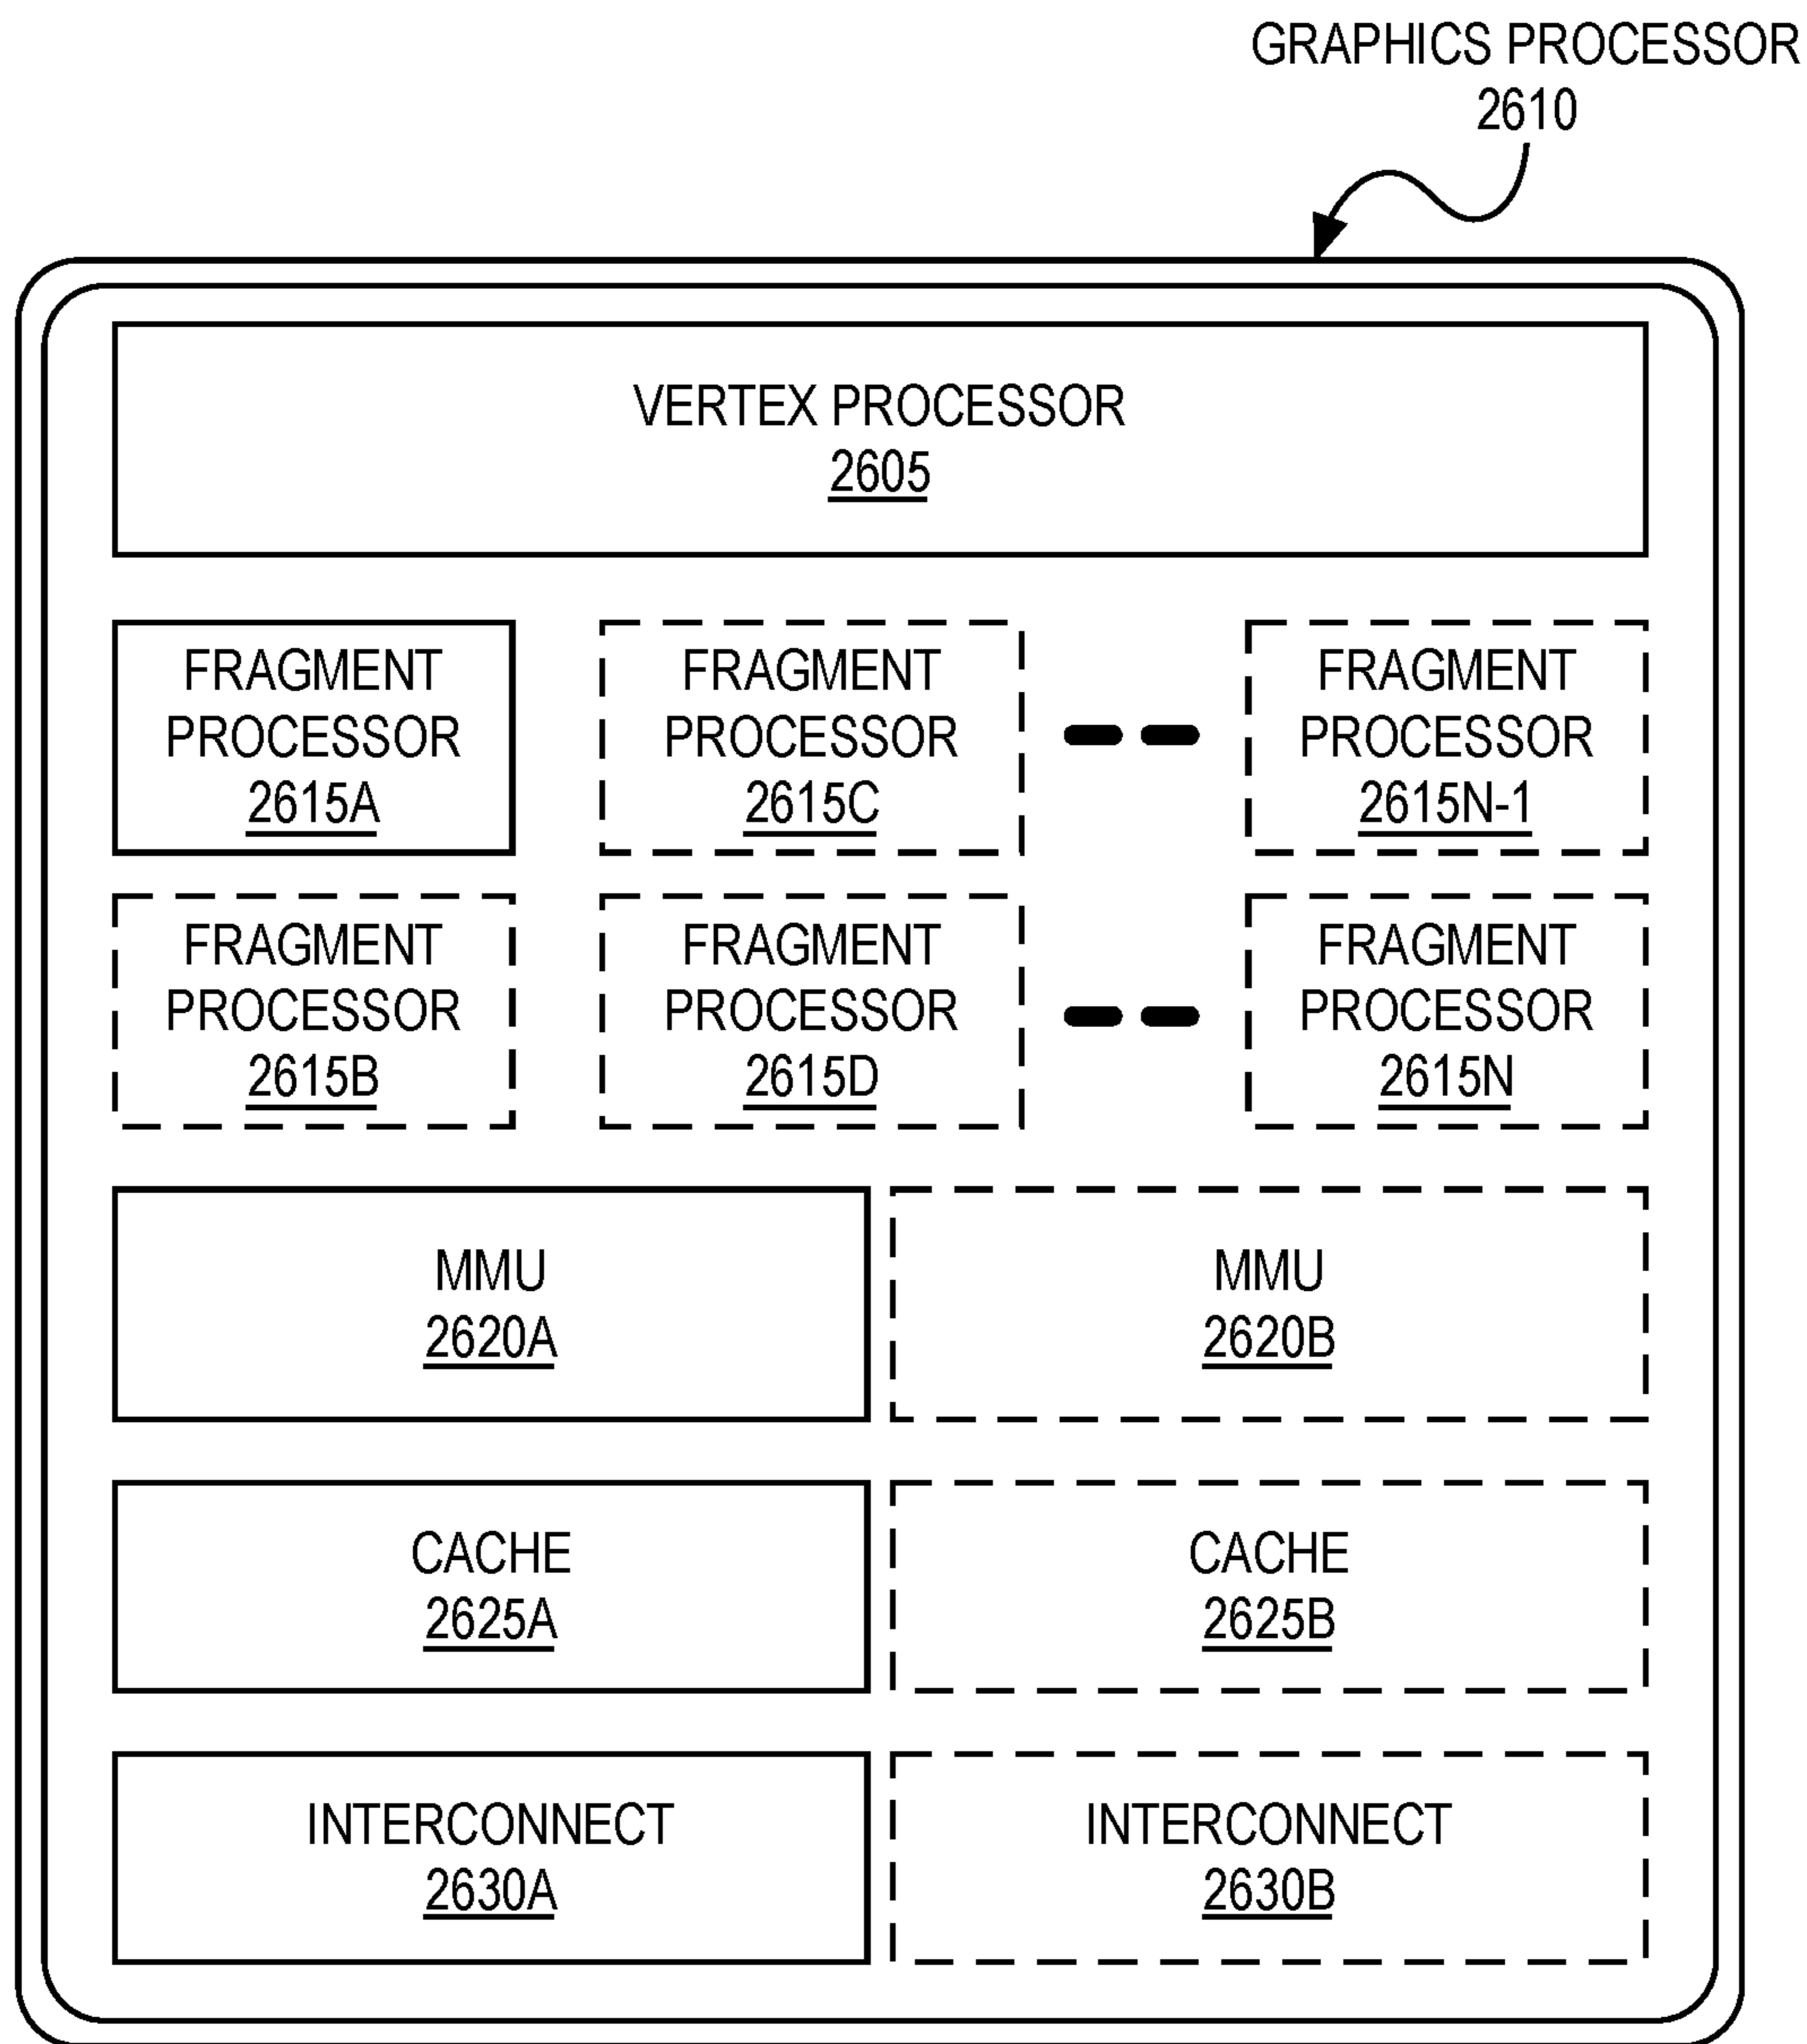 GRAPHICS PROCESSOR
2610
VERTEX PROCESSOR
2605
FRAGMENT
PROCESSOR
2615A
FRAGMENT
PROCESSOR
2615C
FRAGMENT
PROCESSOR
2615N-1
FRAGMENT
PROCESSOR
2615B
FRAGMENT
PROCESSOR
2615D
FRAGMENT
PROCESSOR
2615N
MMU
2620A
MMU
2620B
CACHE
2625A
CACHE
2625B
INTERCONNECT
2630A
INTERCONNECT
2630B